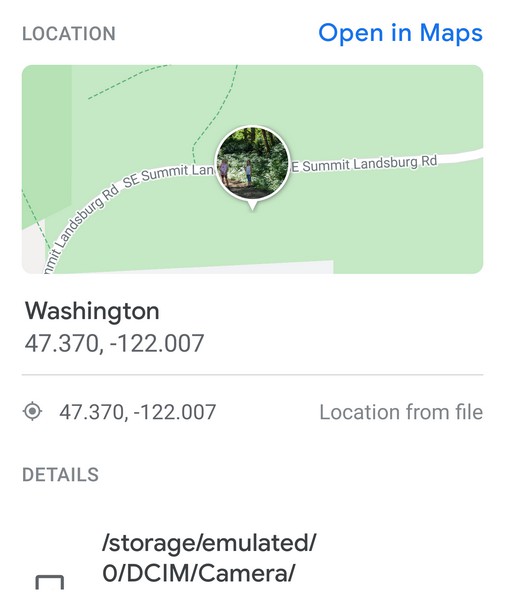 LOCATION
Open in Maps
SE Summit Lan
E Summit Landsburg Rd
mmit Landsburg Rd
Washington
47.370, -122.007
47.370, -122.007
Location from file
DETAILS
/storage/emulated/
0/DCIM/Camera/